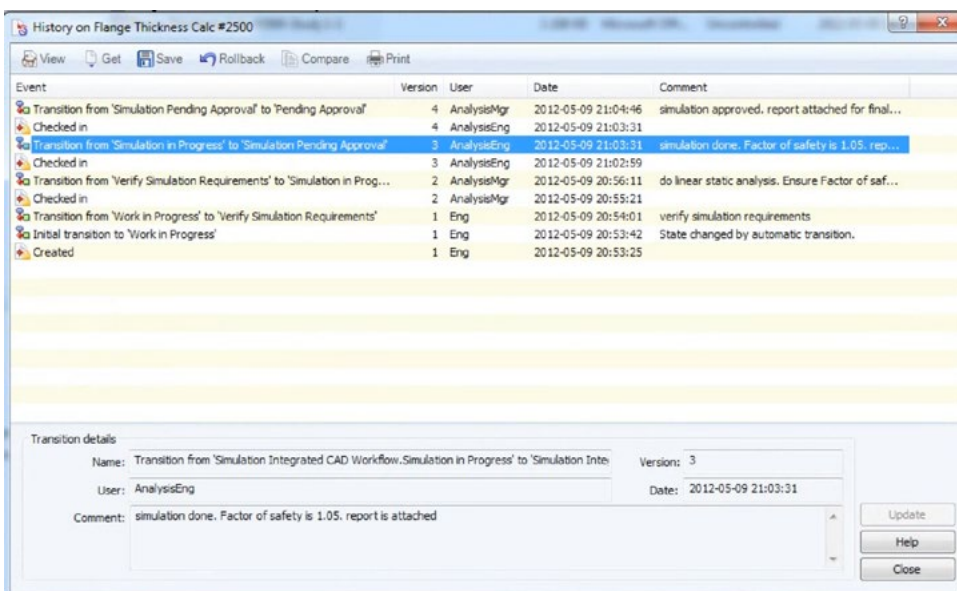 History on Flange Thickness Calc #2500
View Get Save Rollback Compare Print
Event Version User Date Comment
Transition from 'Simulation Pending Approval' to 'Pending Approval' 4 AnalysisMgr 2012-05-09 21:04:46 simulation approved. report attached for final...
Checked in 4 AnalysisEng 2012-05-09 21:03:31
Transition from 'Simulation in Progress' to 'Simulation Pending Approval' 3 AnalysisEng 2012-05-09 21:03:31 simulation done. Factor of safety is 1.05. rep...
Checked in 3 AnalysisEng 2012-05-09 21:02:59
Transition from 'Verify Simulation Requirements' to 'Simulation in Prog... 2 AnalysisMgr 2012-05-09 20:56:11 do linear static analysis. Ensure Factor of saf...
Checked in 2 AnalysisMgr 2012-05-09 20:55:21
Transition from 'Work in Progress' to 'Verify Simulation Requirements' 1 Eng 2012-05-09 20:54:01 verify simulation requirements
Initial transition to 'Work in Progress' 1 Eng 2012-05-09 20:53:42 State changed by automatic transition.
Created 1 Eng 2012-05-09 20:53:25
Transition details
Name: Transition from 'Simulation Integrated CAD Workflow.Simulation in Progress' to 'Simulation Inte Version: 3
User: AnalysisEng Date: 2012-05-09 21:03:31
Comment: simulation done. Factor of safety is 1.05. report is attached
Update
Help
Close